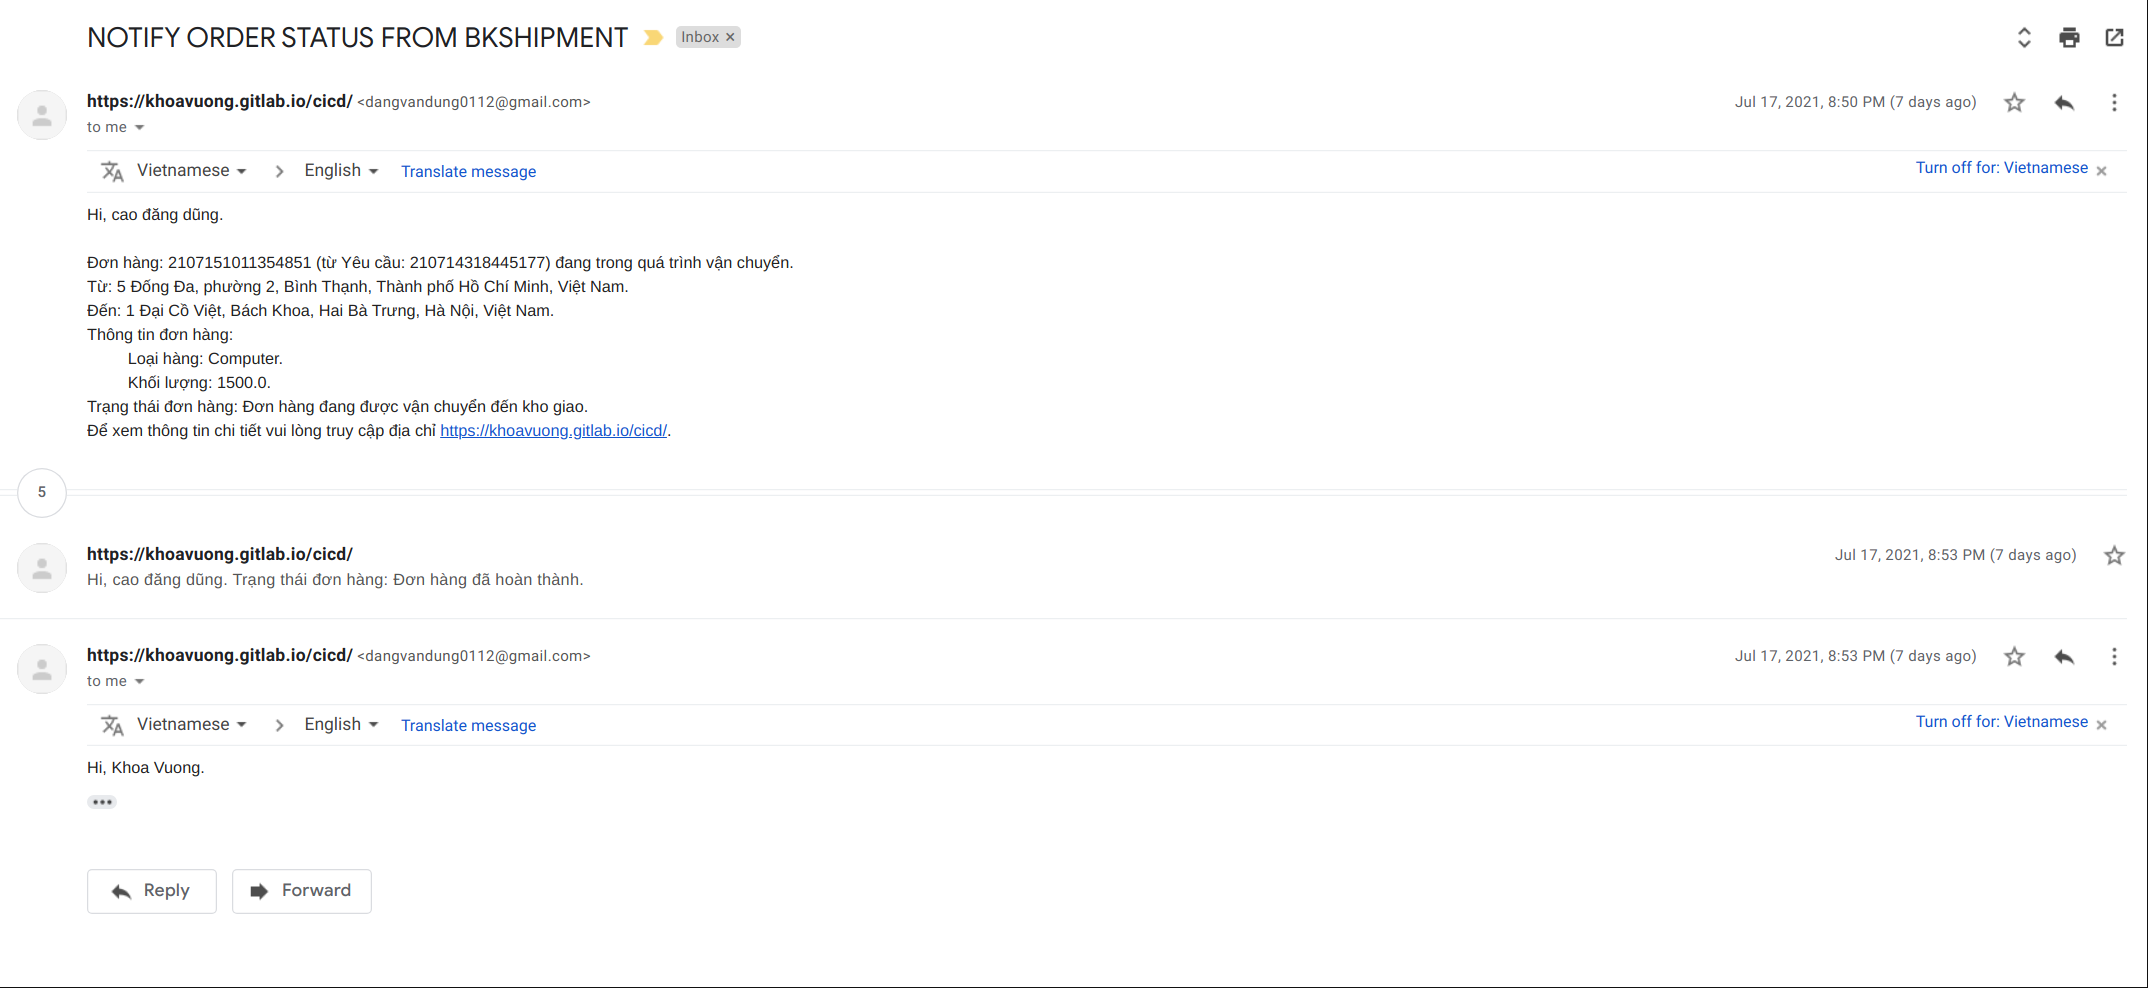 NOTIFY ORDER STATUS FROM BKSHIPMENT Inbox ×
https://khoavuong.gitlab.io/cicd/ <dangvandung0112@gmail.com> Jul 17, 2021, 8:50 PM (7 days ago)
to me
Vietnamese > English Translate message Turn off for: Vietnamese ×
Hi, cao đăng dũng.
Đơn hàng: 2107151011354851 (từ Yêu cầu: 210714318445177) đang trong quá trình vận chuyển.
Từ: 5 Đống Đa, phường 2, Bình Thạnh, Thành phố Hồ Chí Minh, Việt Nam.
Đến: 1 Đại Cồ Việt, Bách Khoa, Hai Bà Trưng, Hà Nội, Việt Nam.
Thông tin đơn hàng:
Loại hàng: Computer.
Khối lượng: 1500.0.
Trạng thái đơn hàng: Đơn hàng đang được vận chuyển đến kho giao.
Để xem thông tin chi tiết vui lòng truy cập địa chỉ https://khoavuong.gitlab.io/cicd/.
5
https://khoavuong.gitlab.io/cicd/ Jul 17, 2021, 8:53 PM (7 days ago)
Hi, cao đăng dũng. Trạng thái đơn hàng: Đơn hàng đã hoàn thành.
https://khoavuong.gitlab.io/cicd/ <dangvandung0112@gmail.com> Jul 17, 2021, 8:53 PM (7 days ago)
to me
Vietnamese > English Translate message Turn off for: Vietnamese ×
Hi, Khoa Vuong.
•••
Reply Forward